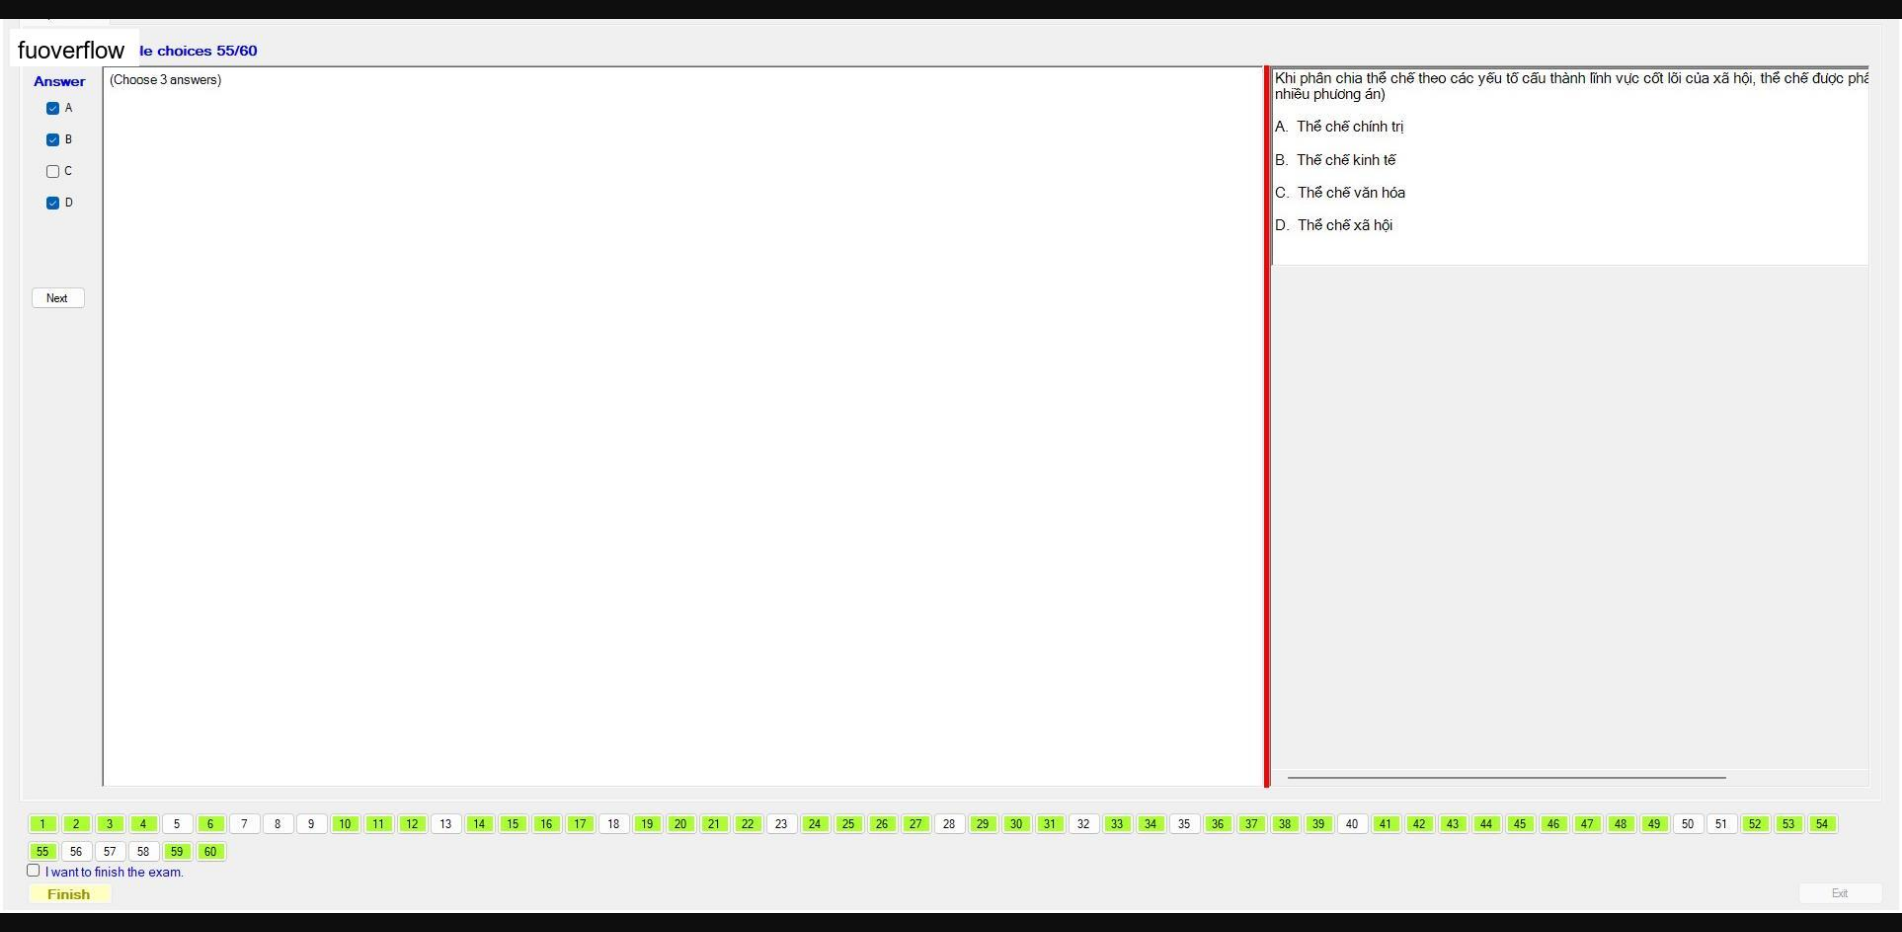 fuoverflow
le choices 55/60
Answer
A
B
C
D
Next
(Choose 3 answers)
Khi phân chia thể chế theo các yếu tố cấu thành lĩnh vực cốt lõi của xã hội, thể chế được
nhiều phương án)
A. Thể chế chính trị
B. Thể chế kinh tế
C. Thể chế văn hóa
D. Thể chế xã hội
1 2 3 4 5 6 7 8 9 10 11 12 13 14 15 16 17 18 19 20 21 22 23 24 25 26 27 28 29 30 31 32 33 34 35 36 37 38 39 40 41 42 43 44 45 46 47 48 49 50 51 52 53 54
55 56 57 58 59 60
I want to finish the exam.
Finish
Exit